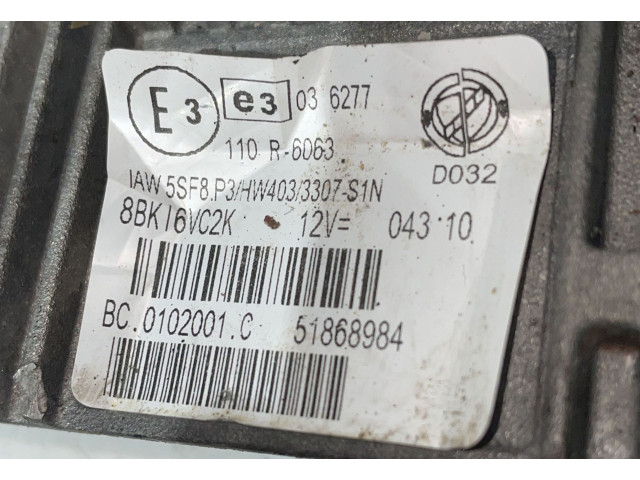 E3 e3 03 6277
110 R-6063
D032
IAW 5SF8.P3/HW403/3307-S1N
8BKI6VC2K 12V= 043 10
BC.0102001.C 51868984